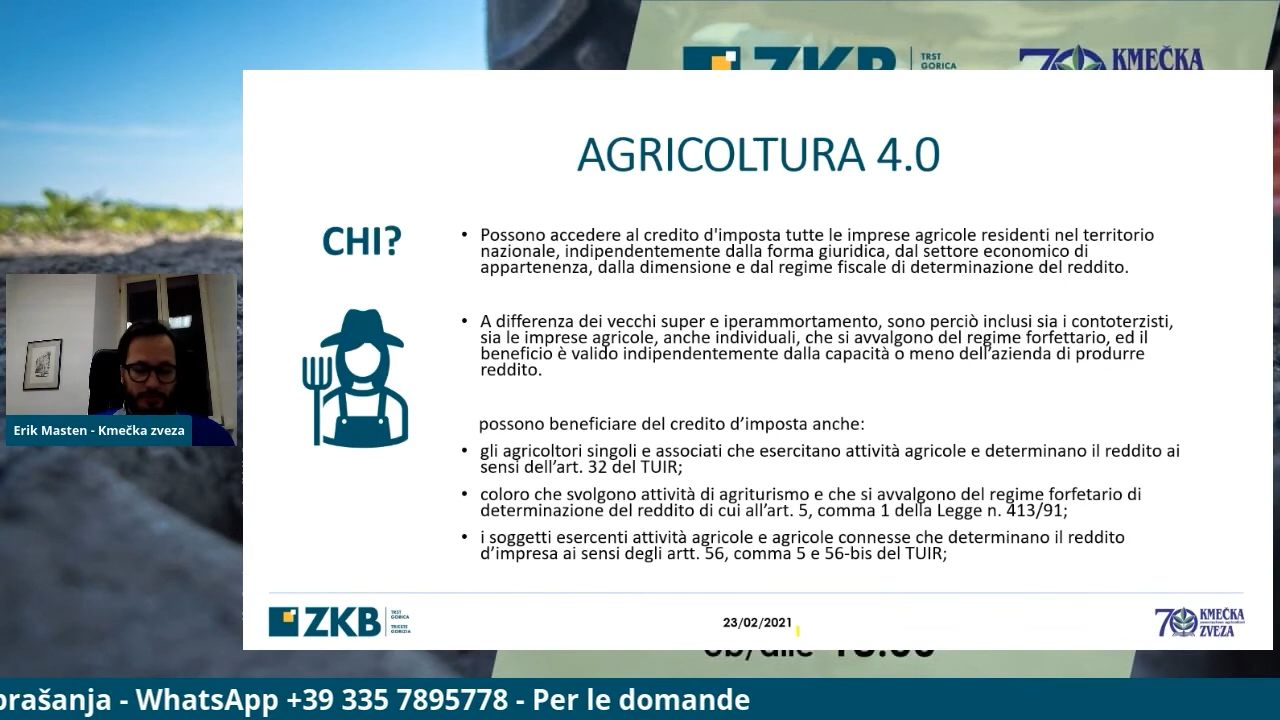 ZKB
TRST
GORICA
70 KMEČKA
AGRICOLTURA 4.0
CHI?
• Possono accedere al credito d'imposta tutte le imprese agricole residenti nel territorio
nazionale, indipendentemente dalla forma giuridica, dal settore economico di
appartenenza, dalla dimensione e dal regime fiscale di determinazione del reddito.
• A differenza dei vecchi super e iperammortamento, sono perciò inclusi sia i contoterzisti,
sia le imprese agricole, anche individuali, che si avvalgono del regime forfettario, ed il
beneficio è valido indipendentemente dalla capacità o meno dell'azienda di produrre
reddito.
possono beneficiare del credito d’imposta anche:
• gli agricoltori singoli e associati che esercitano attività agricole e determinano il reddito ai
sensi dell’art. 32 del TUIR;
• coloro che svolgono attività di agriturismo e che si avvalgono del regime forfetario di
determinazione del reddito di cui all’art. 5, comma 1 della Legge n. 413/91;
• i soggetti esercenti attività agricole e agricole connesse che determinano il reddito
d’impresa ai sensi degli artt. 56, comma 5 e 56-bis del TUIR;
Erik Masten - Kmečka zveza
ZKB
TRST
GORICA
TRIESTE
GORIZIA
23/02/2021
70 KMEČKA
ZVEZA
ob/alle
prašanja - WhatsApp +39 335 7895778 - Per le domande